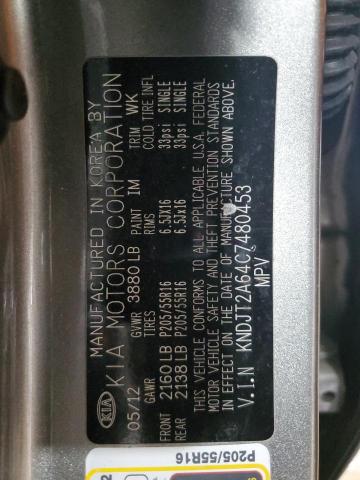 KIA
MANUFACTURED IN KOREA BY
KIA MOTORS CORPORATION
05/12 GVWR 3880 LB IM TRIM WK
GAWR TIRES RIMS COLD TIRE INFL
FRONT 2160 LB P205/55R16 6.5JX16 33psi SINGLE
REAR 2138 LB P205/55R16 6.5JX16 33psi SINGLE
THIS VEHICLE CONFORMS TO ALL APPLICABLE U.S.A. FEDERAL
MOTOR VEHICLE SAFETY AND THEFT PREVENTION STANDARDS
IN EFFECT ON THE DATE OF MANUFACTURE SHOWN ABOVE.
V.I.N KNDJT2A64C7480453
MPV
P205/55R16